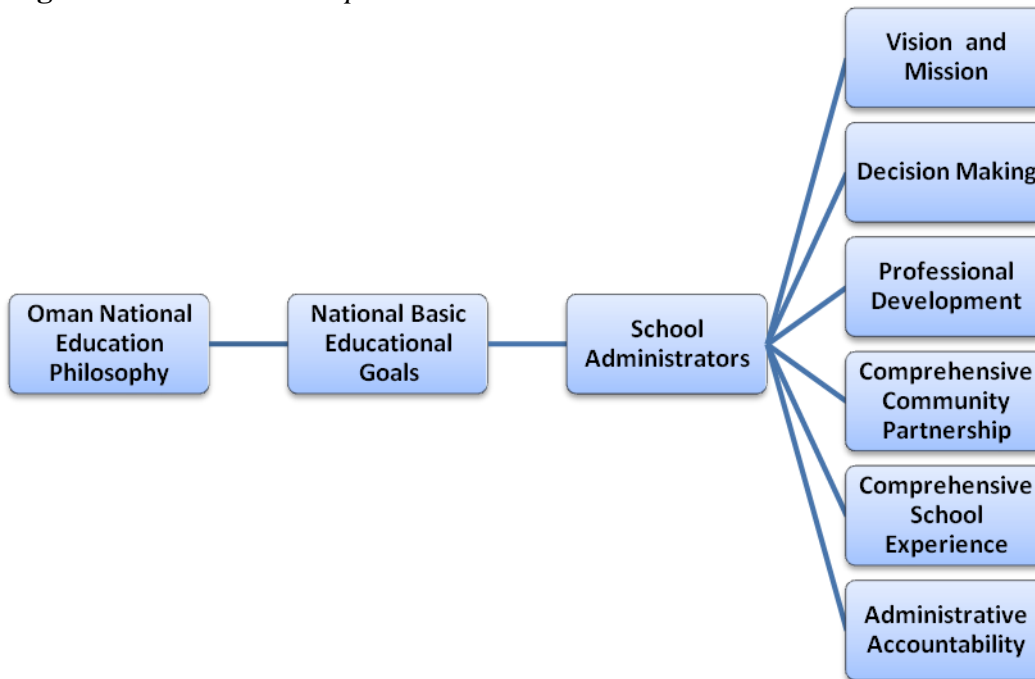 Oman National
Education
Philosophy
National Basic
Educational
Goals
School
Administrators
Vision and
Mission
Decision Making
Professional
Development
Comprehensive
Community
Partnership
Comprehensive
School
Experience
Administrative
Accountability